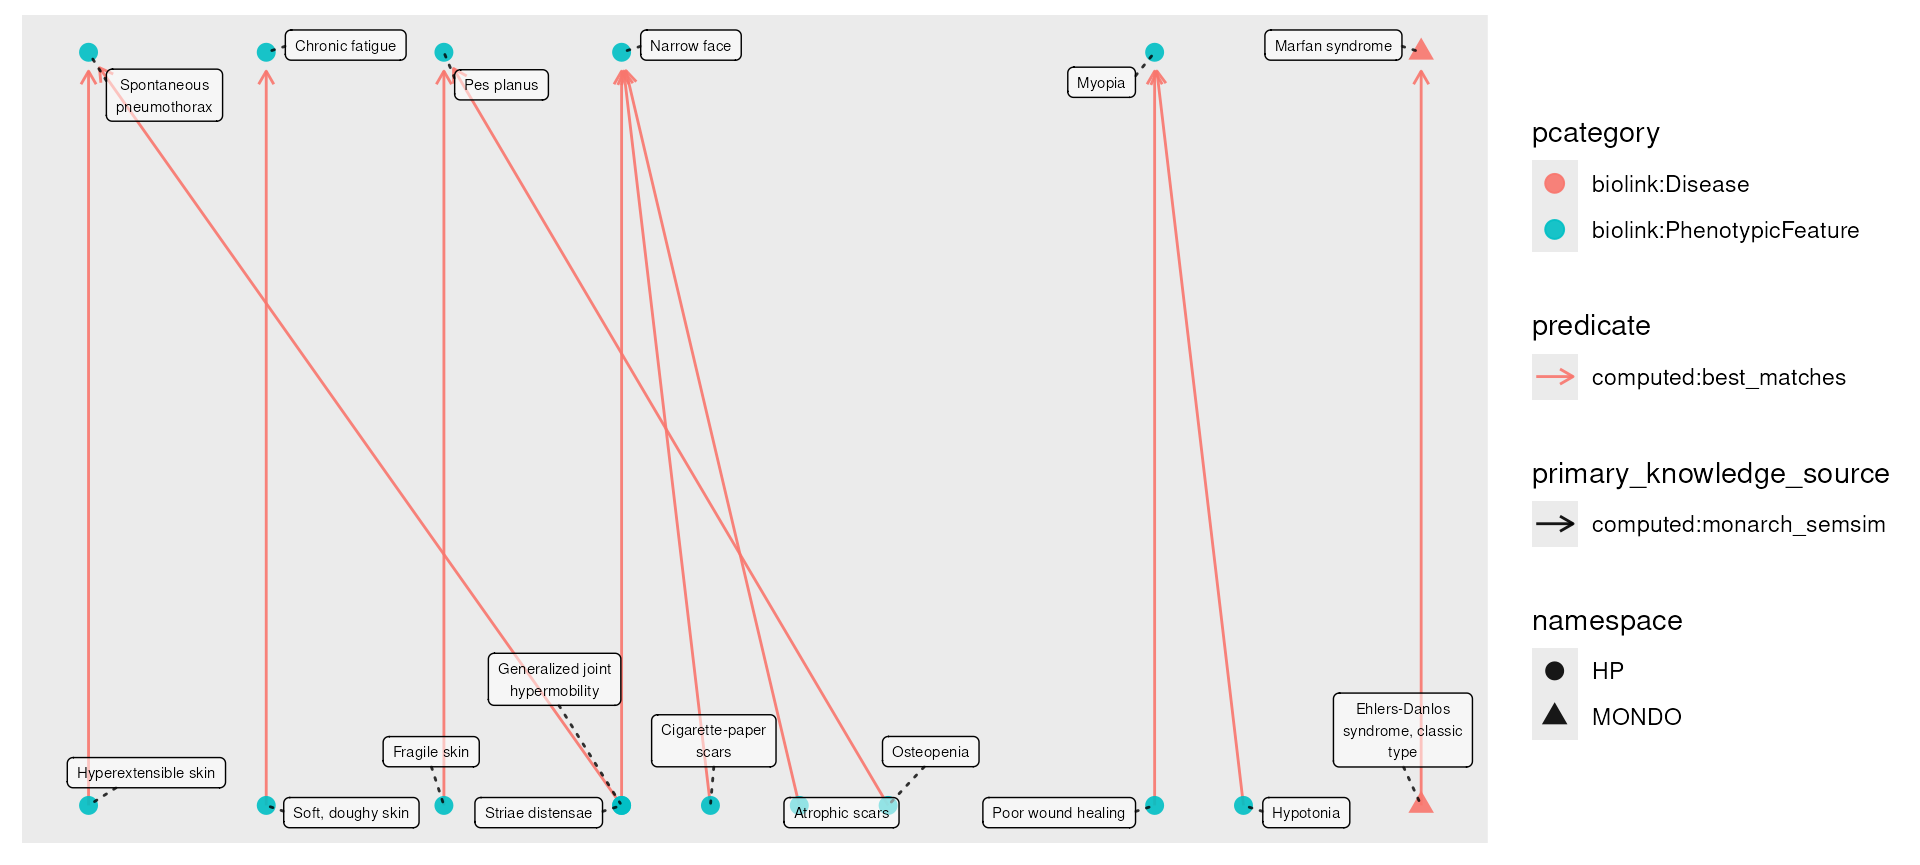 Chronic fatigue
Narrow face
Marfan syndrome
Spontaneous
pneumothorax
Pes planus
Myopia
Generalized joint
hypermobility
Cigarette-paper
scars
Ehlers-Danlos
syndrome, classic
type
Fragile skin
Osteopenia
Hyperextensible skin
Soft, doughy skin
Striae distensae
Atrophic scars
Poor wound healing
Hypotonia
pcategory
biolink:Disease
biolink:PhenotypicFeature
predicate
computed:best_matches
primary_knowledge_source
computed:monarch_semsim
namespace
HP
MONDO